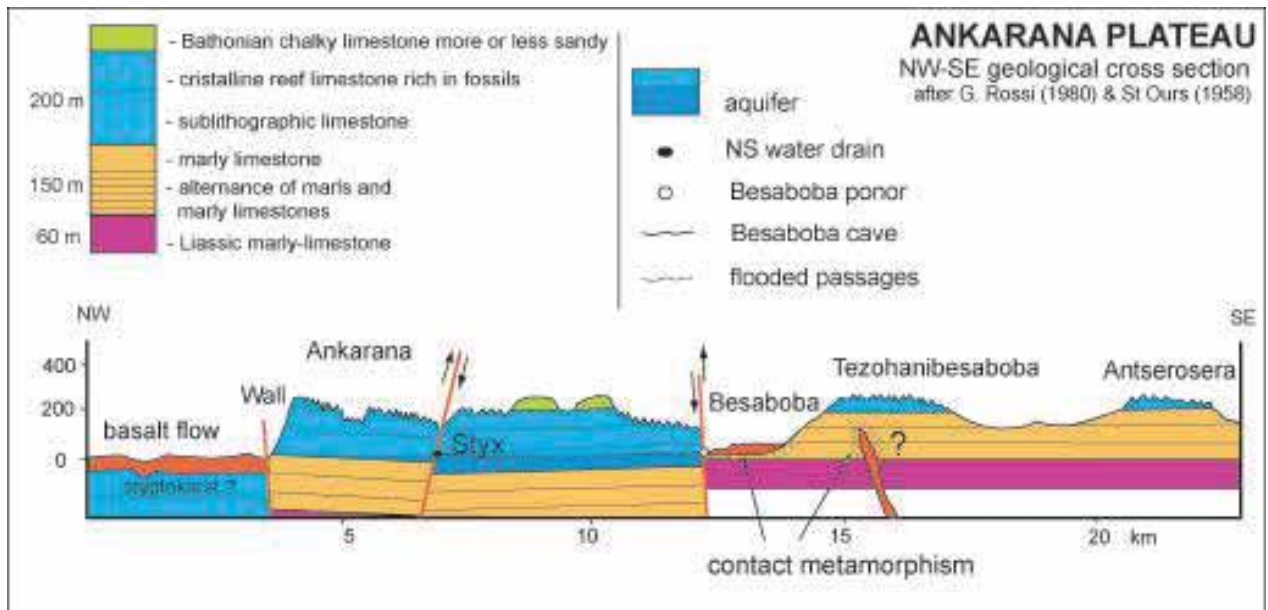 - Bathonian chalky limestone more or less sandy
- cristalline reef limestone rich in fossils
200 m
- sublithographic limestone
- marly limestone
150 m
- alternance of marls and
marly limestones
60 m
- Liassic marly-limestone
ANKARANA PLATEAU
NW-SE geological cross section
after G. Rossi (1980) & St Ours (1958)
aquifer
NS water drain
Besaboba ponor
Besaboba cave
flooded passages
NW
SE
400
200
0
Ankarana
Tezohanibesaboba
Antserosera
Wall
Besaboba
basalt flow
Styx
?
cryptokarst ?
5
10
15
20
km
contact metamorphism